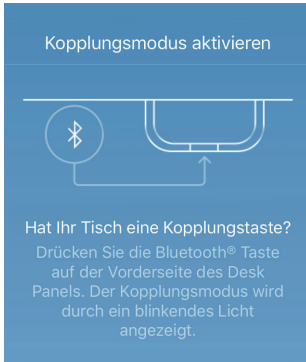 Kopplungsmodus aktivieren
Hat Ihr Tisch eine Kopplungstaste?
Drücken Sie die Bluetooth® Taste
auf der Vorderseite des Desk
Panels. Der Kopplungsmodus wird
durch ein blinkendes Licht
angezeigt.